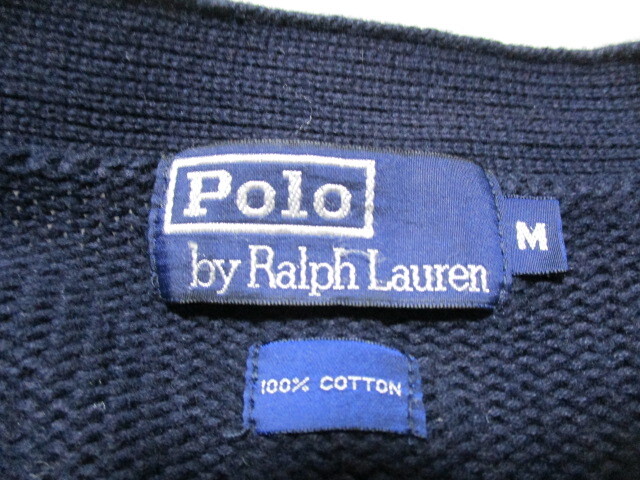 Polo
by Ralph Lauren
M
100% COTTON